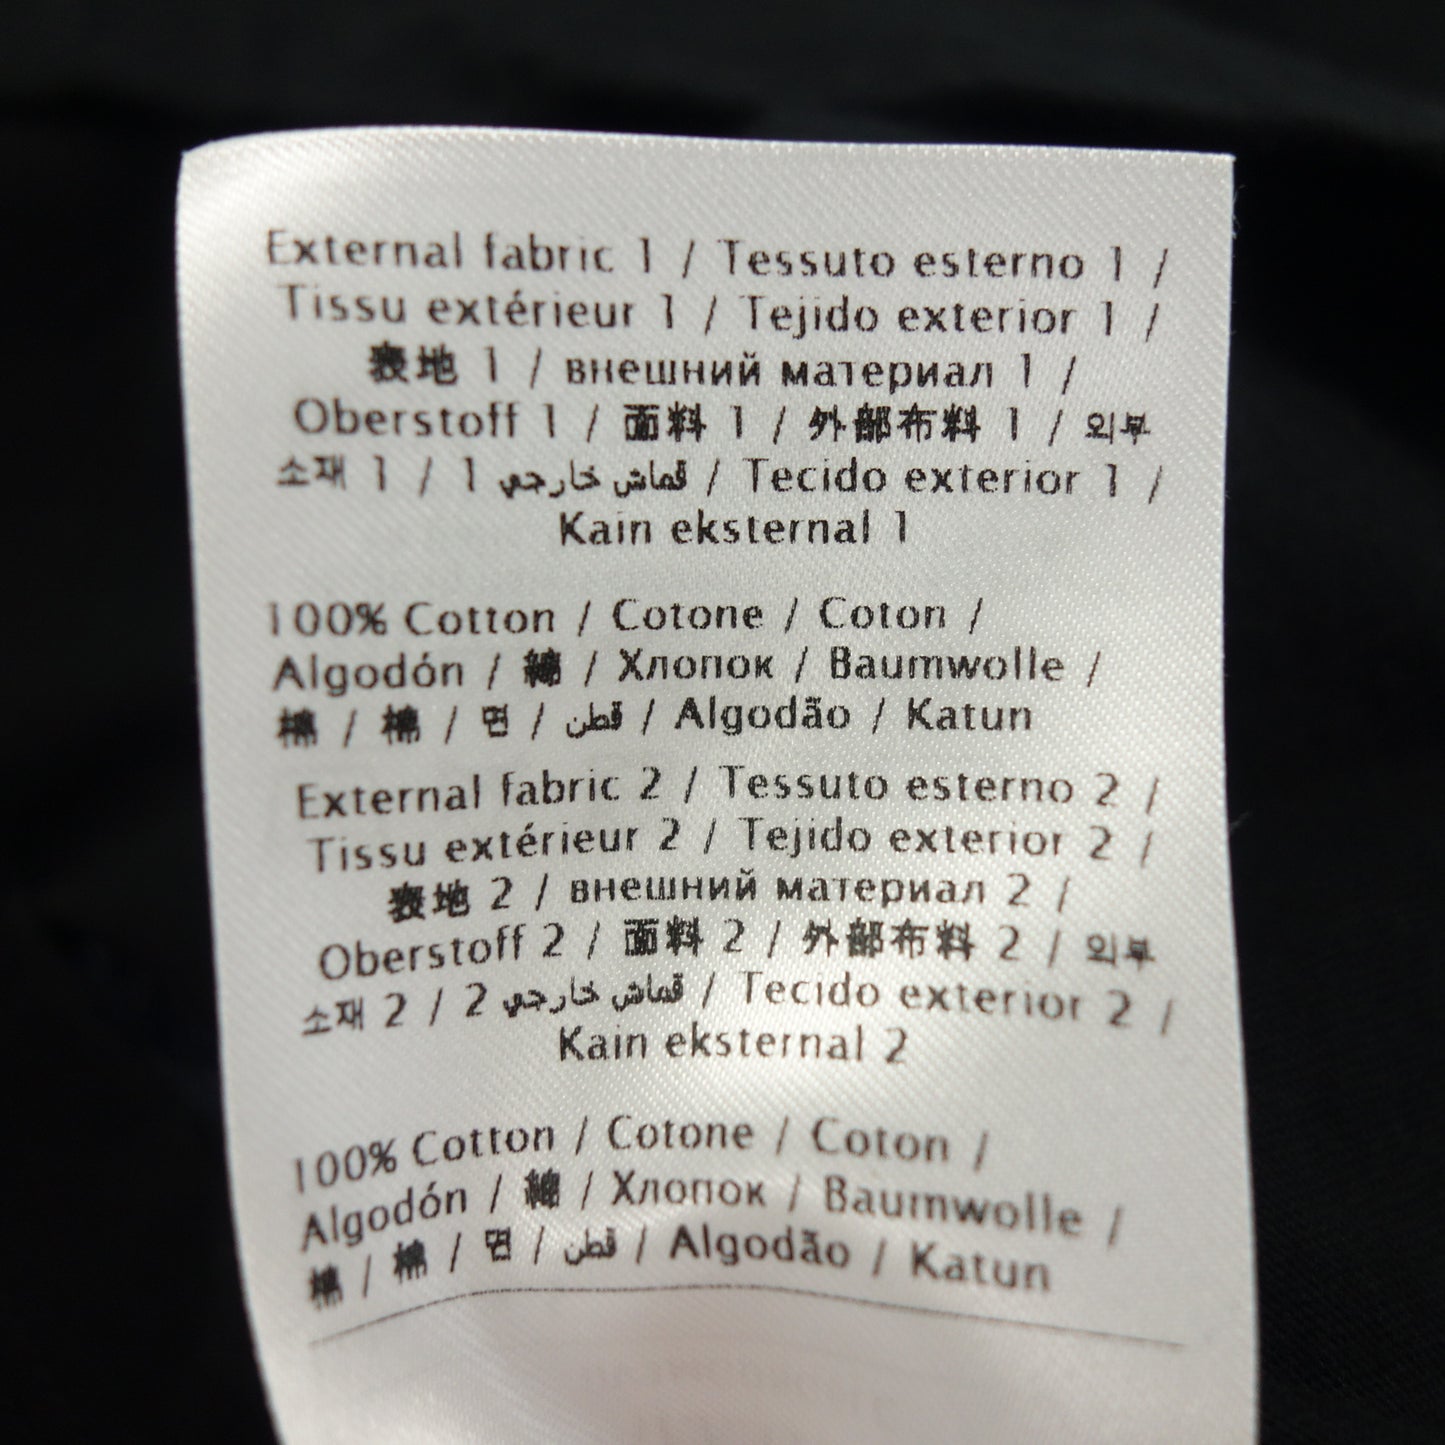 External fabric 1 / Tessuto esterno 1 /
Tissu extérieur 1 / Tejido exterior 1 /
表地 1 / внешний материал 1 /
Oberstoff 1 / 面料 1 / 外部布料 1 / 외부
소재 1 / 1 قماش خارجي / Tecido exterior 1 /
Kain eksternal 1
100% Cotton / Cotone / Coton /
Algodón / 綿 / Хлопок / Baumwolle /
棉 / 棉 / 면 / قطن / Algodão / Katun
External fabric 2 / Tessuto esterno 2 /
Tissu extérieur 2 / Tejido exterior 2 /
表地 2 / внешний материал 2 /
Oberstoff 2 / 面料 2 / 外部布料 2 / 외부
소재 2 / 2 قماش خارجي / Tecido exterior 2 /
Kain eksternal 2
100% Cotton / Cotone / Coton /
Algodón / 綿 / Хлопок / Baumwolle /
棉 / 棉 / 면 / قطن / Algodão / Katun